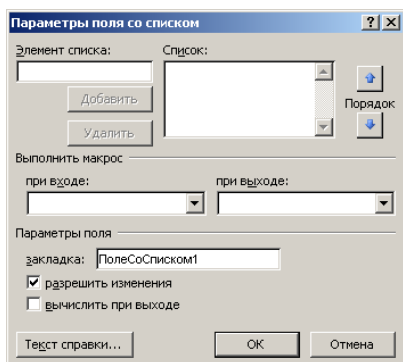 Параметры поля со списком
Элемент списка: Список:
Добавить
Порядок
Удалить
Выполнить макрос
при входе: при выходе:
Параметры поля
закладка: ПолеСоСписком1
разрешить изменения
вычислить при выходе
Текст справки... ОК Отмена